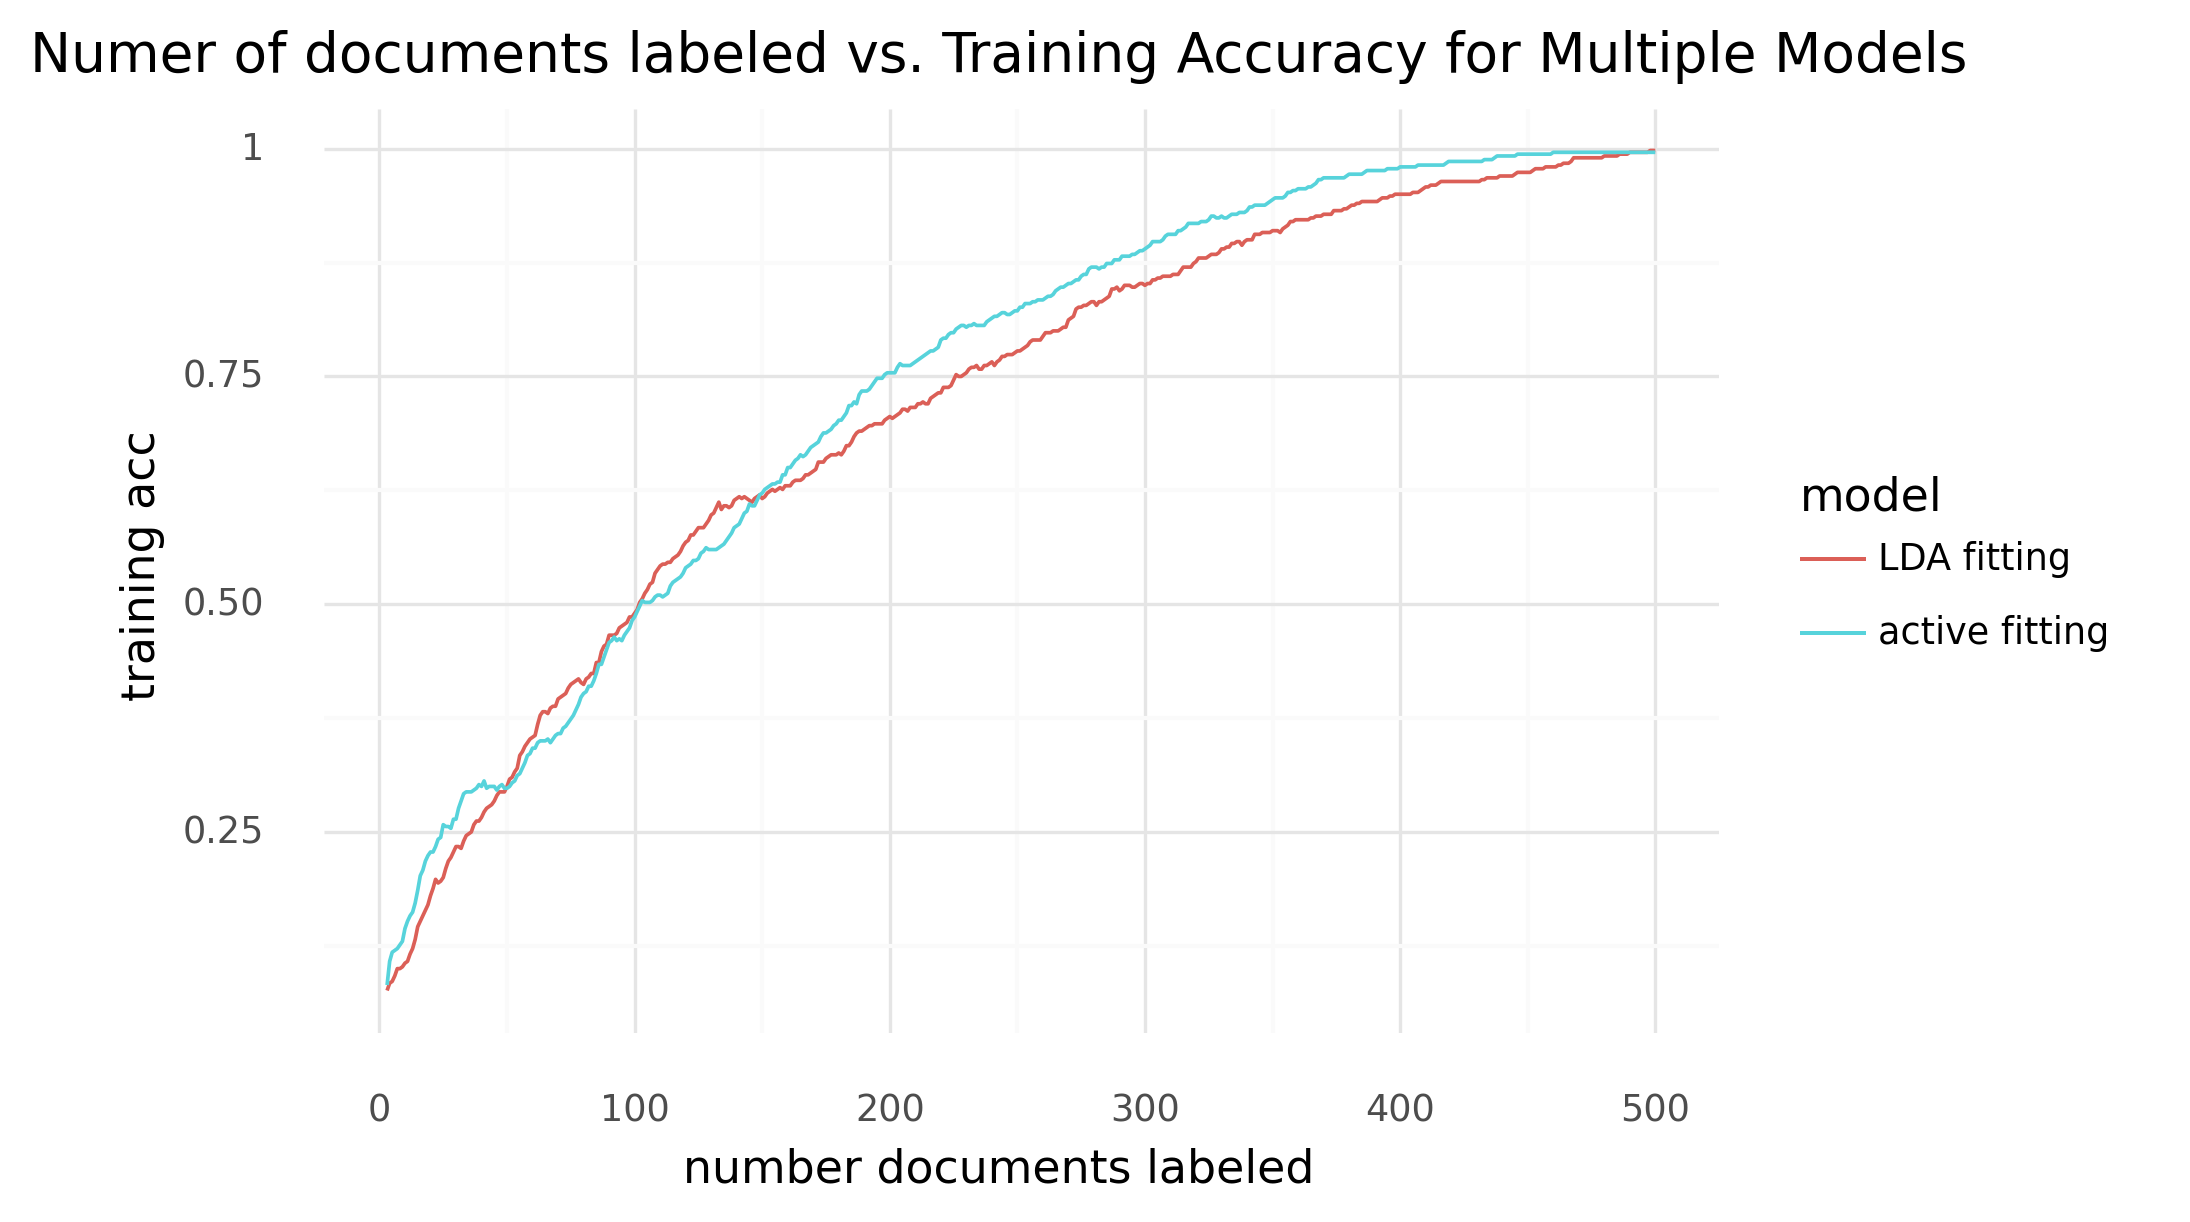 Numer of documents labeled vs. Training Accuracy for Multiple Models
1
0.75
0.50
0.25
training acc
0 100 200 300 400 500
number documents labeled
model
LDA fitting
active fitting